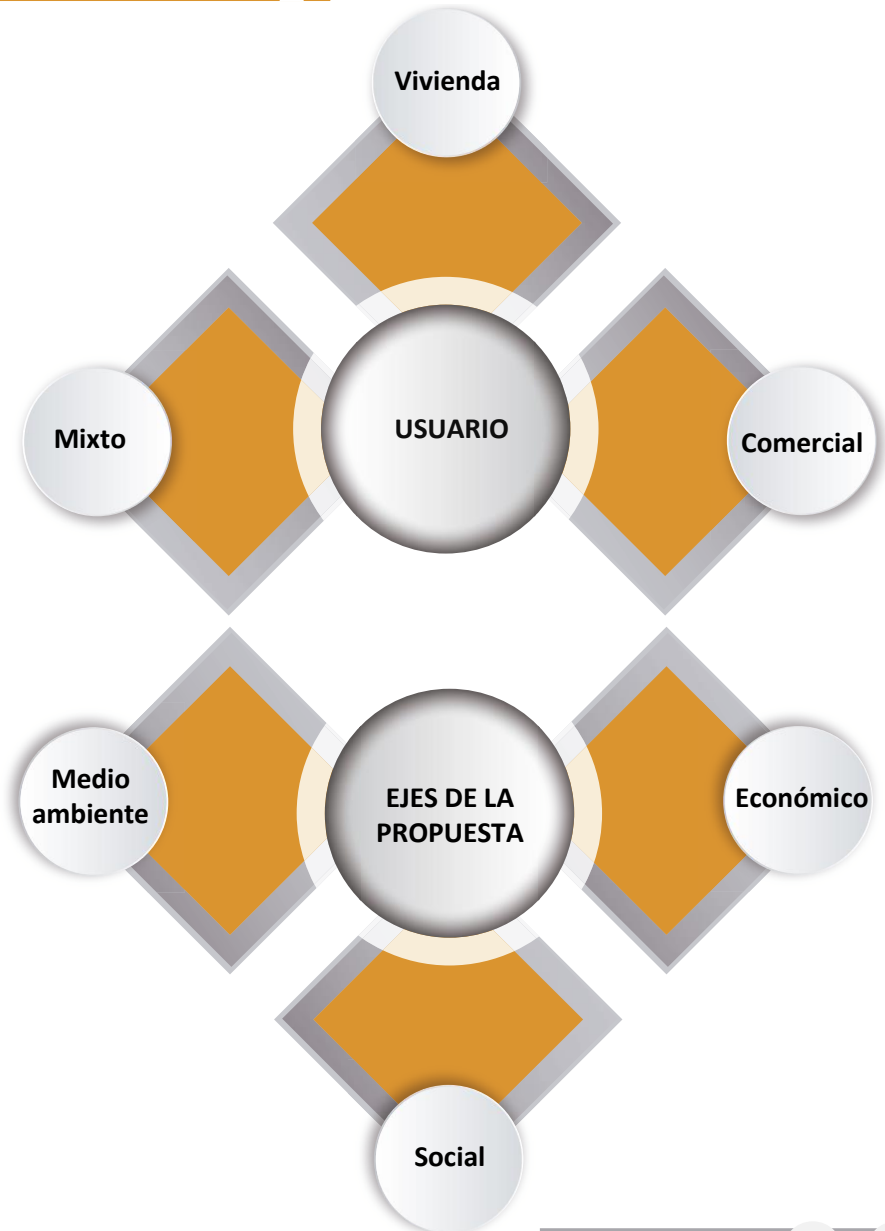 Vivienda
USUARIO
Mixto
Comercial
Medio
ambiente
EJES DE LA
PROPUESTA
Económico
Social